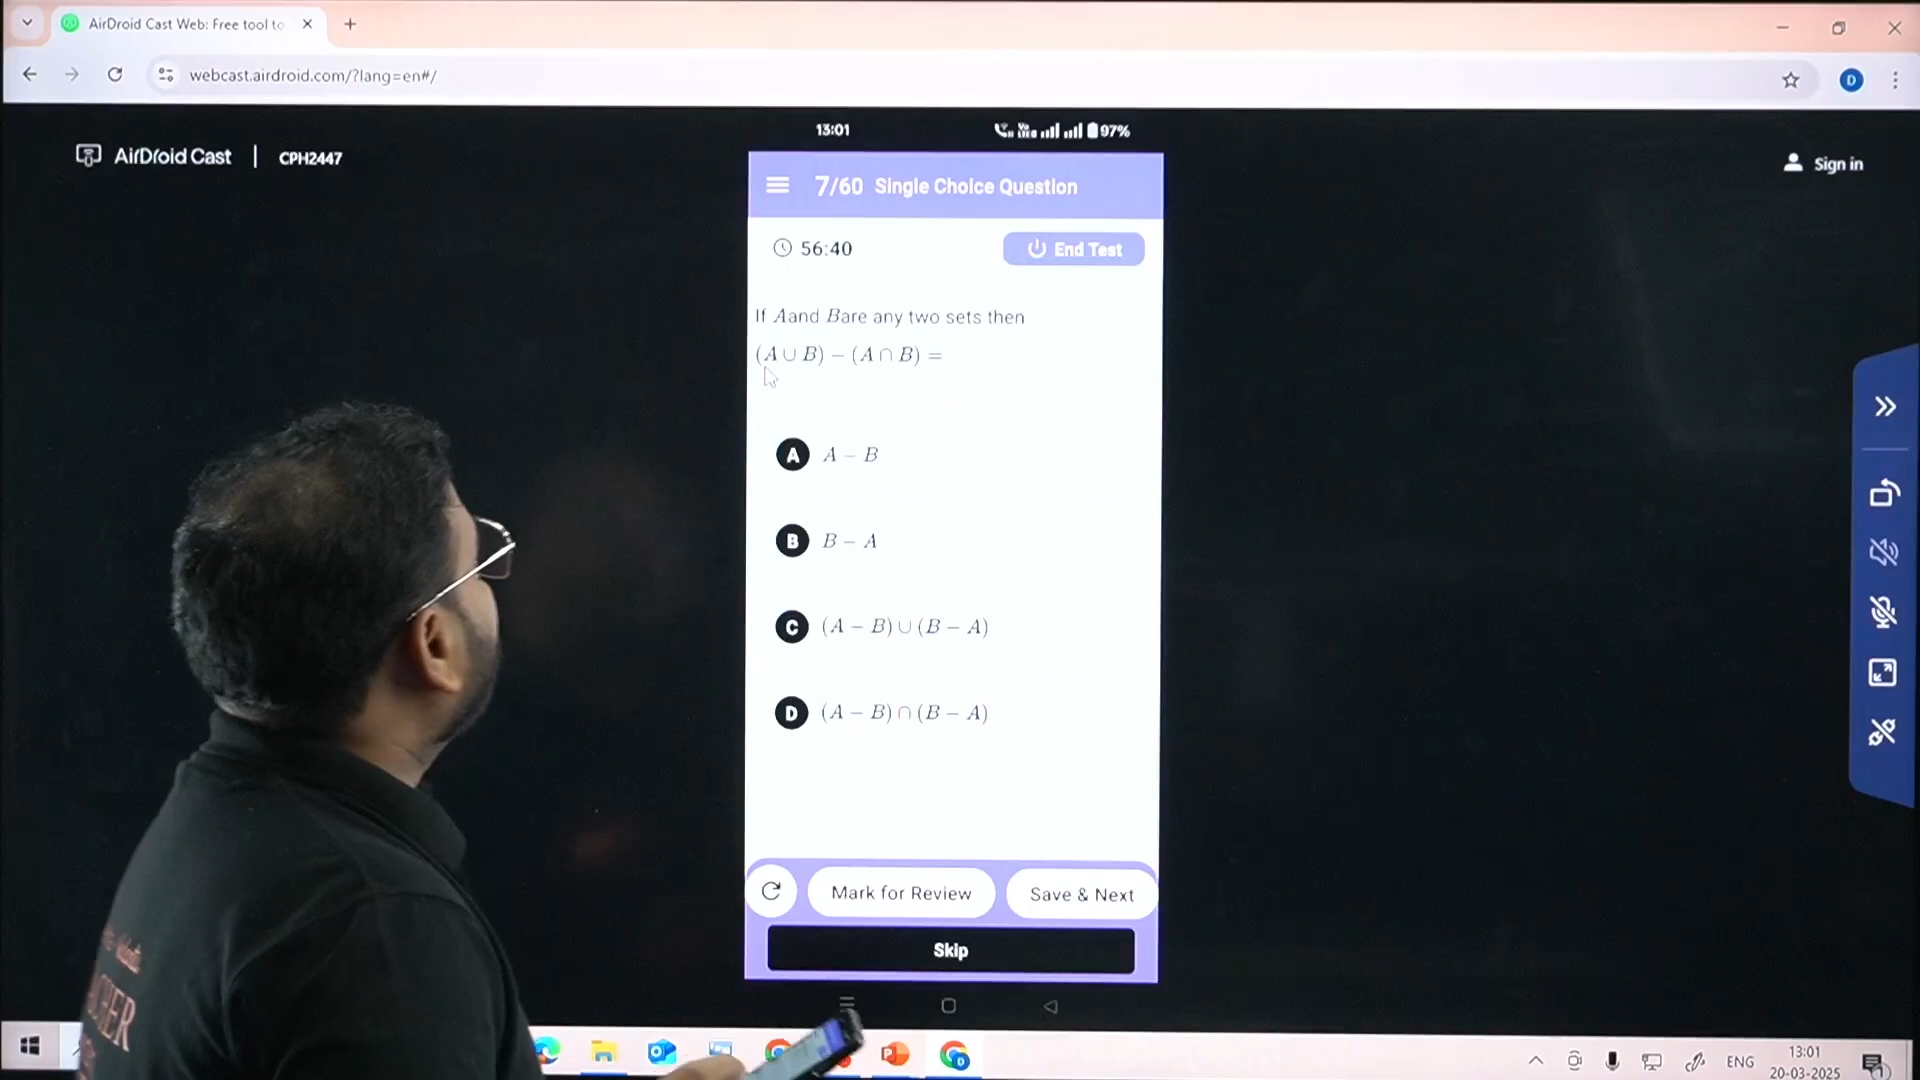 AirDroid Cast Web: Free tool to
webcast.airdroid.com/?lang=en#/
D
AirDroid Cast | CPH2447
Sign in
13:01
97%
7/60 Single Choice Question
56:40
End Test
If Aand Bare any two sets then
(A ∪ B) − (A ∩ B) =
A A − B
B B − A
C (A − B) ∪ (B − A)
D (A − B) ∩ (B − A)
Mark for Review
Save & Next
Skip
ENG
13:01
20-03-2025